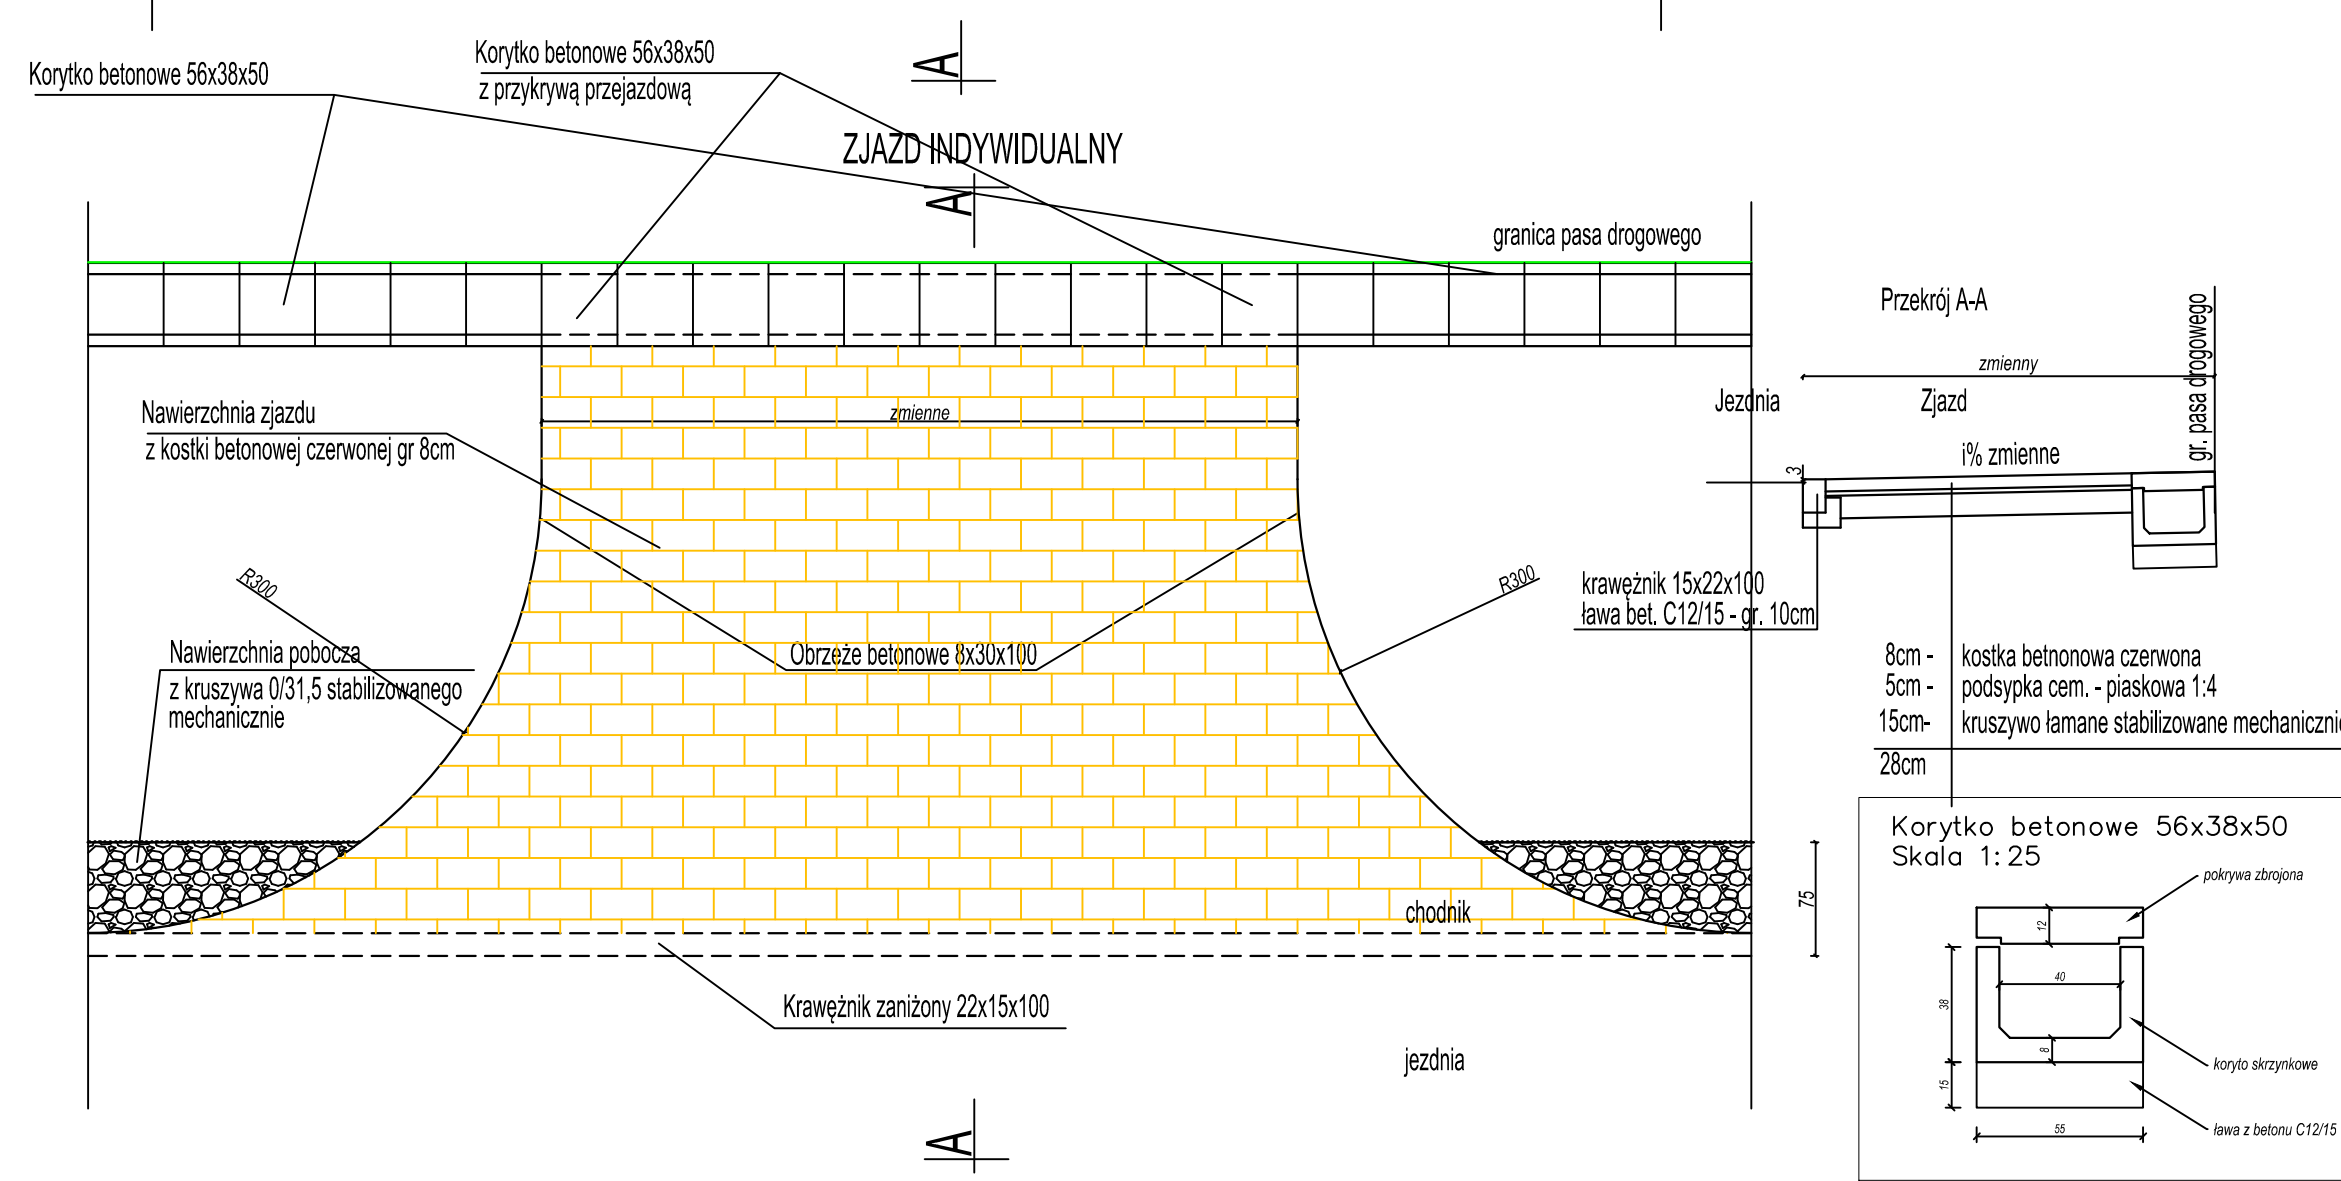 Korytko betonowe 56x38x50
Korytko betonowe 56x38x50
z przykrywą przejazdową
A
ZJAZD INDYWIDUALNY
A
granica pasa drogowego
Przekrój A-A
gr. pasa drogowego
zmienny
Jezdnia
Zjazd
i% zmienne
3
Nawierzchnia zjazdu
z kostki betonowej czerwonej gr 8cm
zmienne
R300
R300
krawężnik 15x22x100
ława bet. C12/15 - gr. 10cm
Nawierzchnia pobocza
z kruszywa 0/31,5 stabilizowanego
mechanicznie
Obrzeże betonowe 8x30x100
8cm - kostka betnonowa czerwona
5cm - podsypka cem. - piaskowa 1:4
15cm- kruszywo łamane stabilizowane mechanicznie
28cm
Korytko betonowe 56x38x50
Skala 1:25
pokrywa zbrojona
12
40
38
8
15
55
koryto skrzynkowe
ława z betonu C12/15
75
chodnik
Krawężnik zaniżony 22x15x100
jezdnia
A